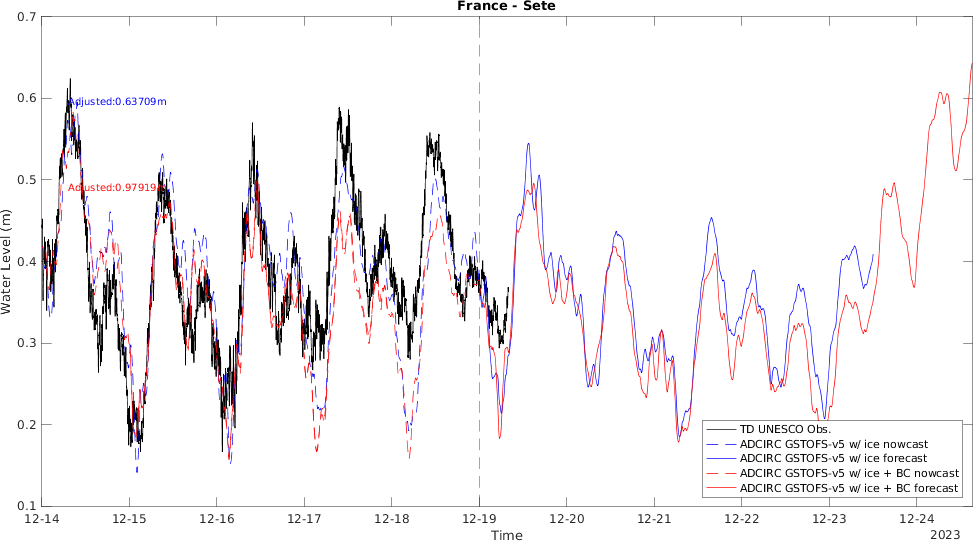 France - Sete
0.7
0.6
0.5
0.4
0.3
0.2
0.1
Water Level (m)
Adjusted:0.63709m
Adjusted:0.97919
TD UNESCO Obs.
ADCIRC GSTOFS-v5 w/ ice nowcast
ADCIRC GSTOFS-v5 w/ ice forecast
ADCIRC GSTOFS-v5 w/ ice + BC nowcast
ADCIRC GSTOFS-v5 w/ ice + BC forecast
12-14 12-15 12-16 12-17 12-18 12-19 12-20 12-21 12-22 12-23 12-24
Time
2023